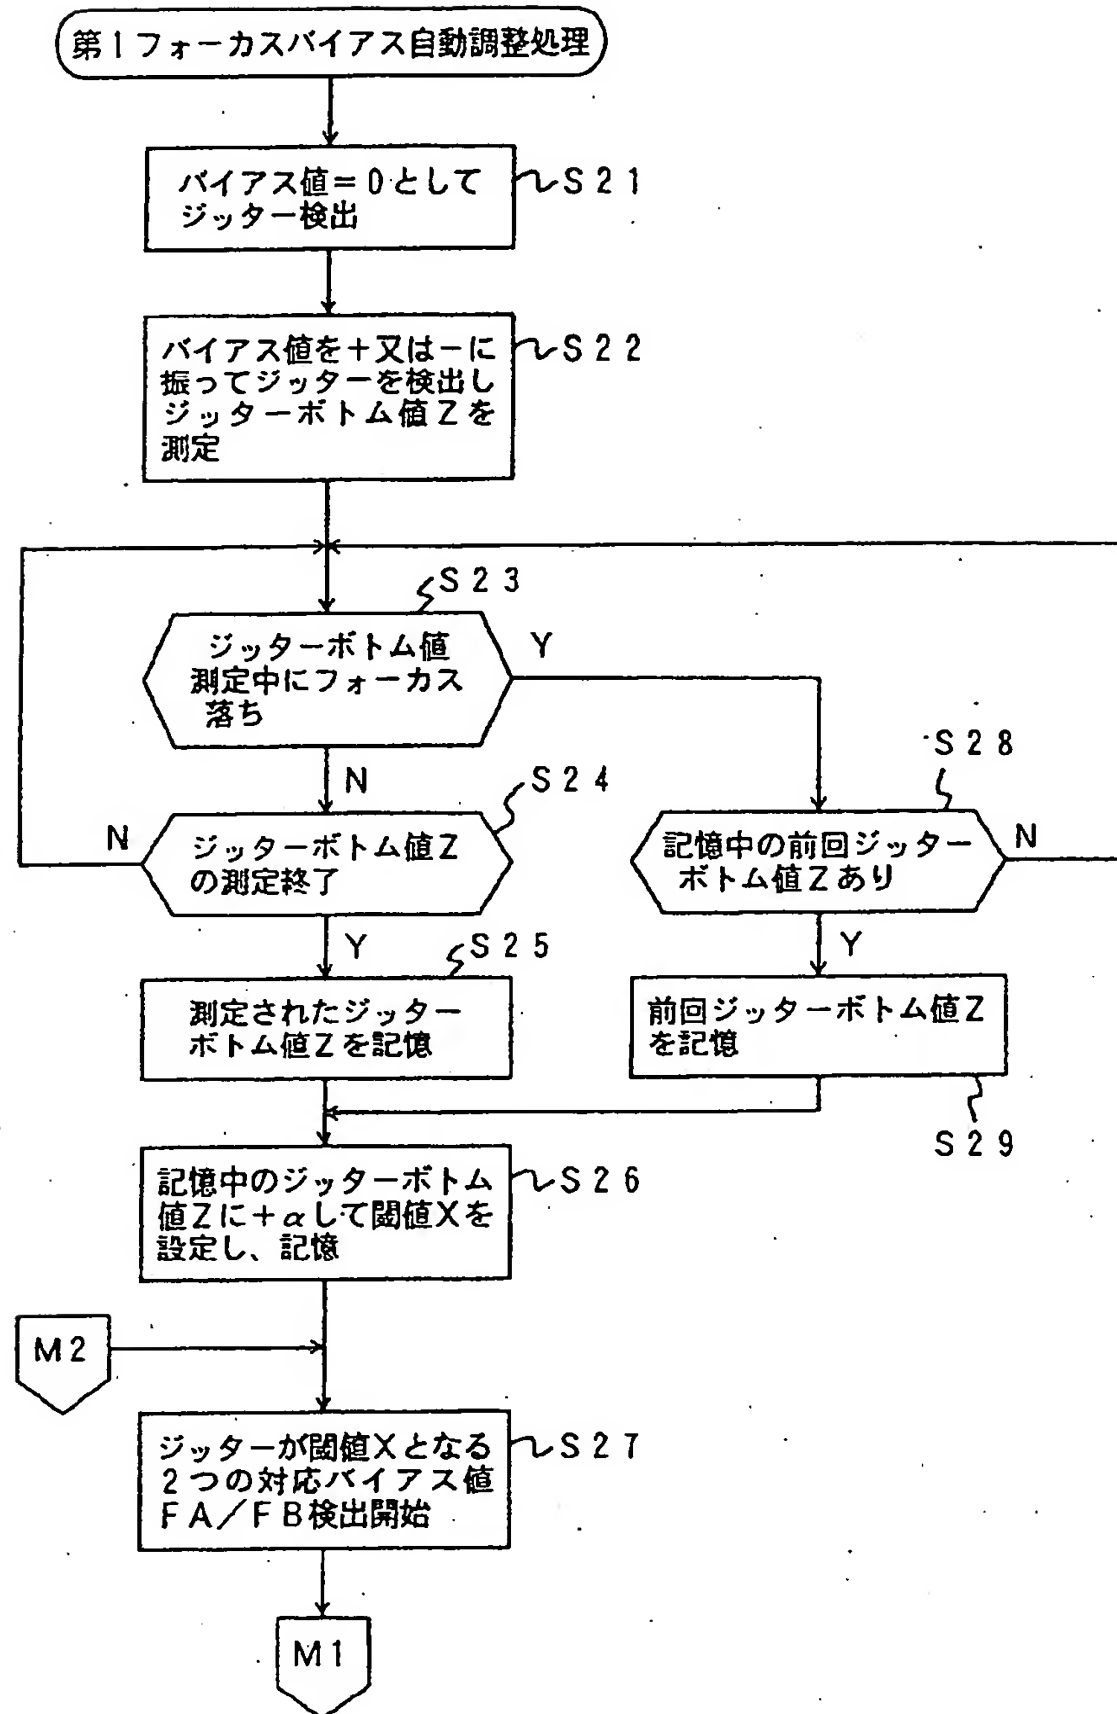 第1フォーカスバイアス自動調整処理
バイアス値=0として
ジッター検出
S21
バイアス値を+又は-に
振ってジッターを検出し
ジッターボトム値Zを
測定
S22
S23
ジッターボトム値
測定中にフォーカス
落ち
Y
N
S24
ジッターボトム値Z
の測定終了
N
Y
S28
記憶中の前回ジッター
ボトム値Zあり
N
Y
S25
測定されたジッター
ボトム値Zを記憶
前回ジッターボトム値Z
を記憶
S29
記憶中のジッターボトム
値Zに+αして閾値Xを
設定し、記憶
S26
M2
ジッターが閾値Xとなる
2つの対応バイアス値
FA/FB検出開始
S27
M1